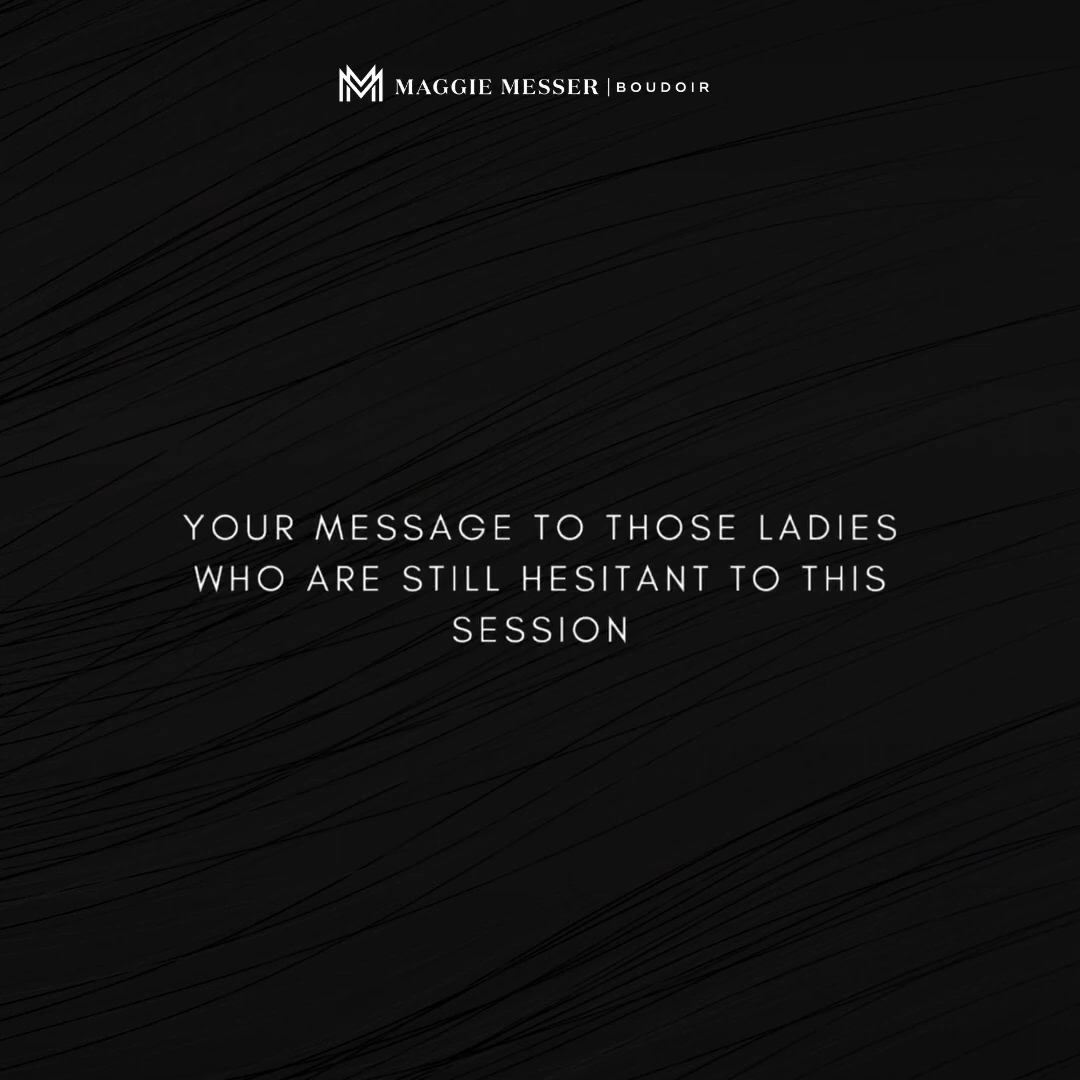 MAGGIE MESSER | BOUDOIR
YOUR MESSAGE TO THOSE LADIES
WHO ARE STILL HESITANT TO THIS
SESSION